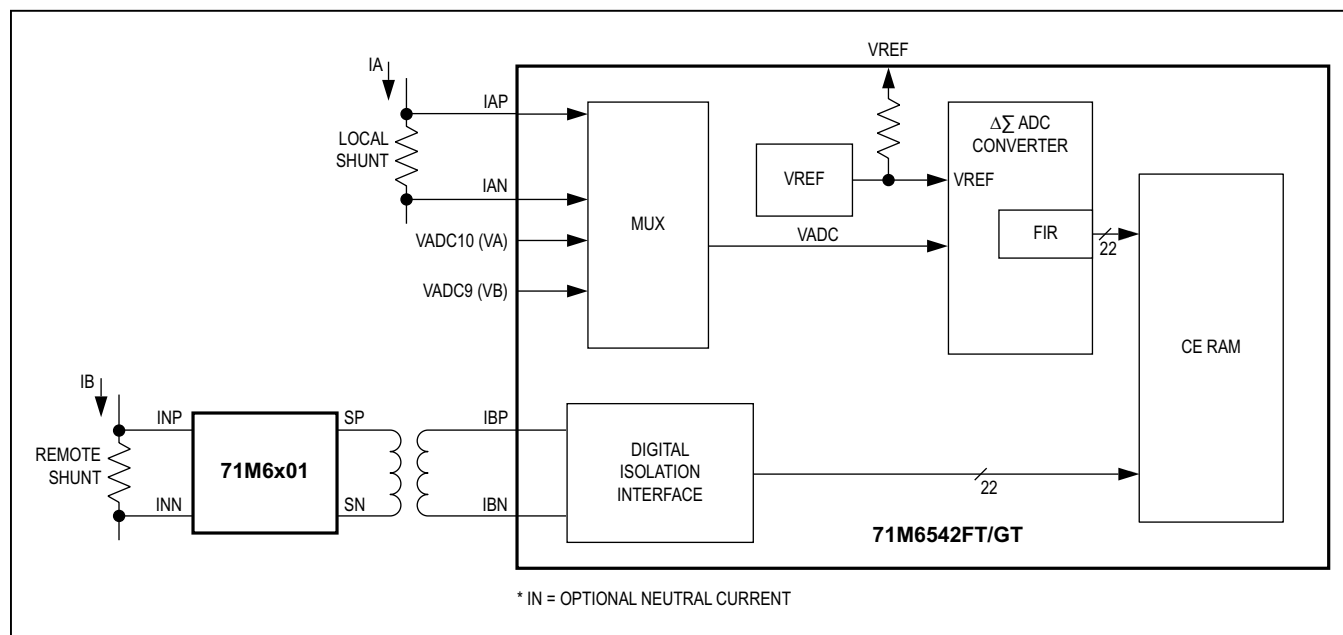 VREF
IA
IAP
LOCAL
SHUNT
IAN
VADC10 (VA)
VADC9 (VB)
MUX
VREF
VADC
ΔΣ ADC
CONVERTER
VREF
FIR
22
CE RAM
IB
INP
REMOTE
SHUNT
INN
71M6x01
SP
SN
IBP
IBN
DIGITAL
ISOLATION
INTERFACE
22
71M6542FT/GT
* IN = OPTIONAL NEUTRAL CURRENT